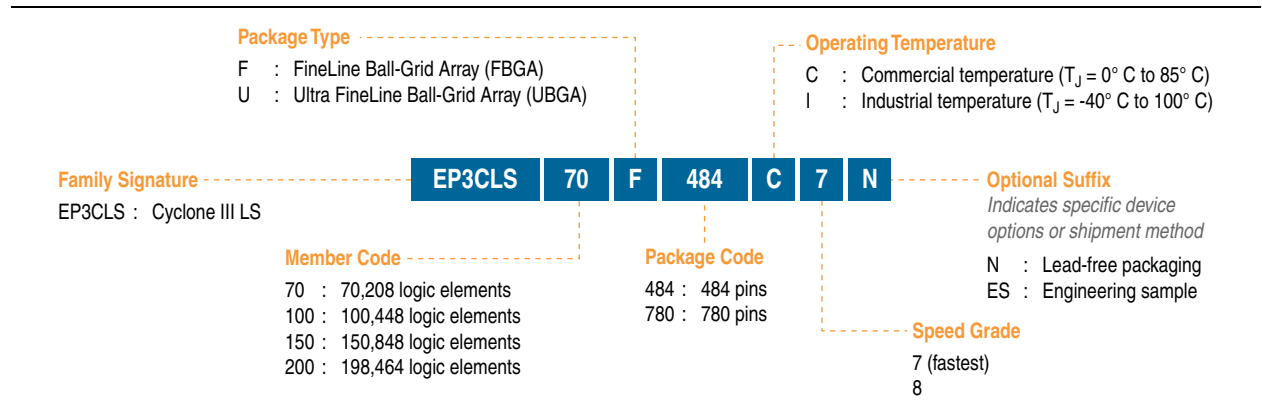 Package Type
F : FineLine Ball-Grid Array (FBGA)
U : Ultra FineLine Ball-Grid Array (UBGA)
Operating Temperature
C : Commercial temperature (TJ = 0° C to 85° C)
I : Industrial temperature (TJ = -40° C to 100° C)
EP3CLS 70 F 484 C 7 N
Family Signature
EP3CLS : Cyclone III LS
Member Code
70 : 70,208 logic elements
100 : 100,448 logic elements
150 : 150,848 logic elements
200 : 198,464 logic elements
Package Code
484 : 484 pins
780 : 780 pins
Speed Grade
7 (fastest)
8
Optional Suffix
Indicates specific device
options or shipment method
N : Lead-free packaging
ES : Engineering sample